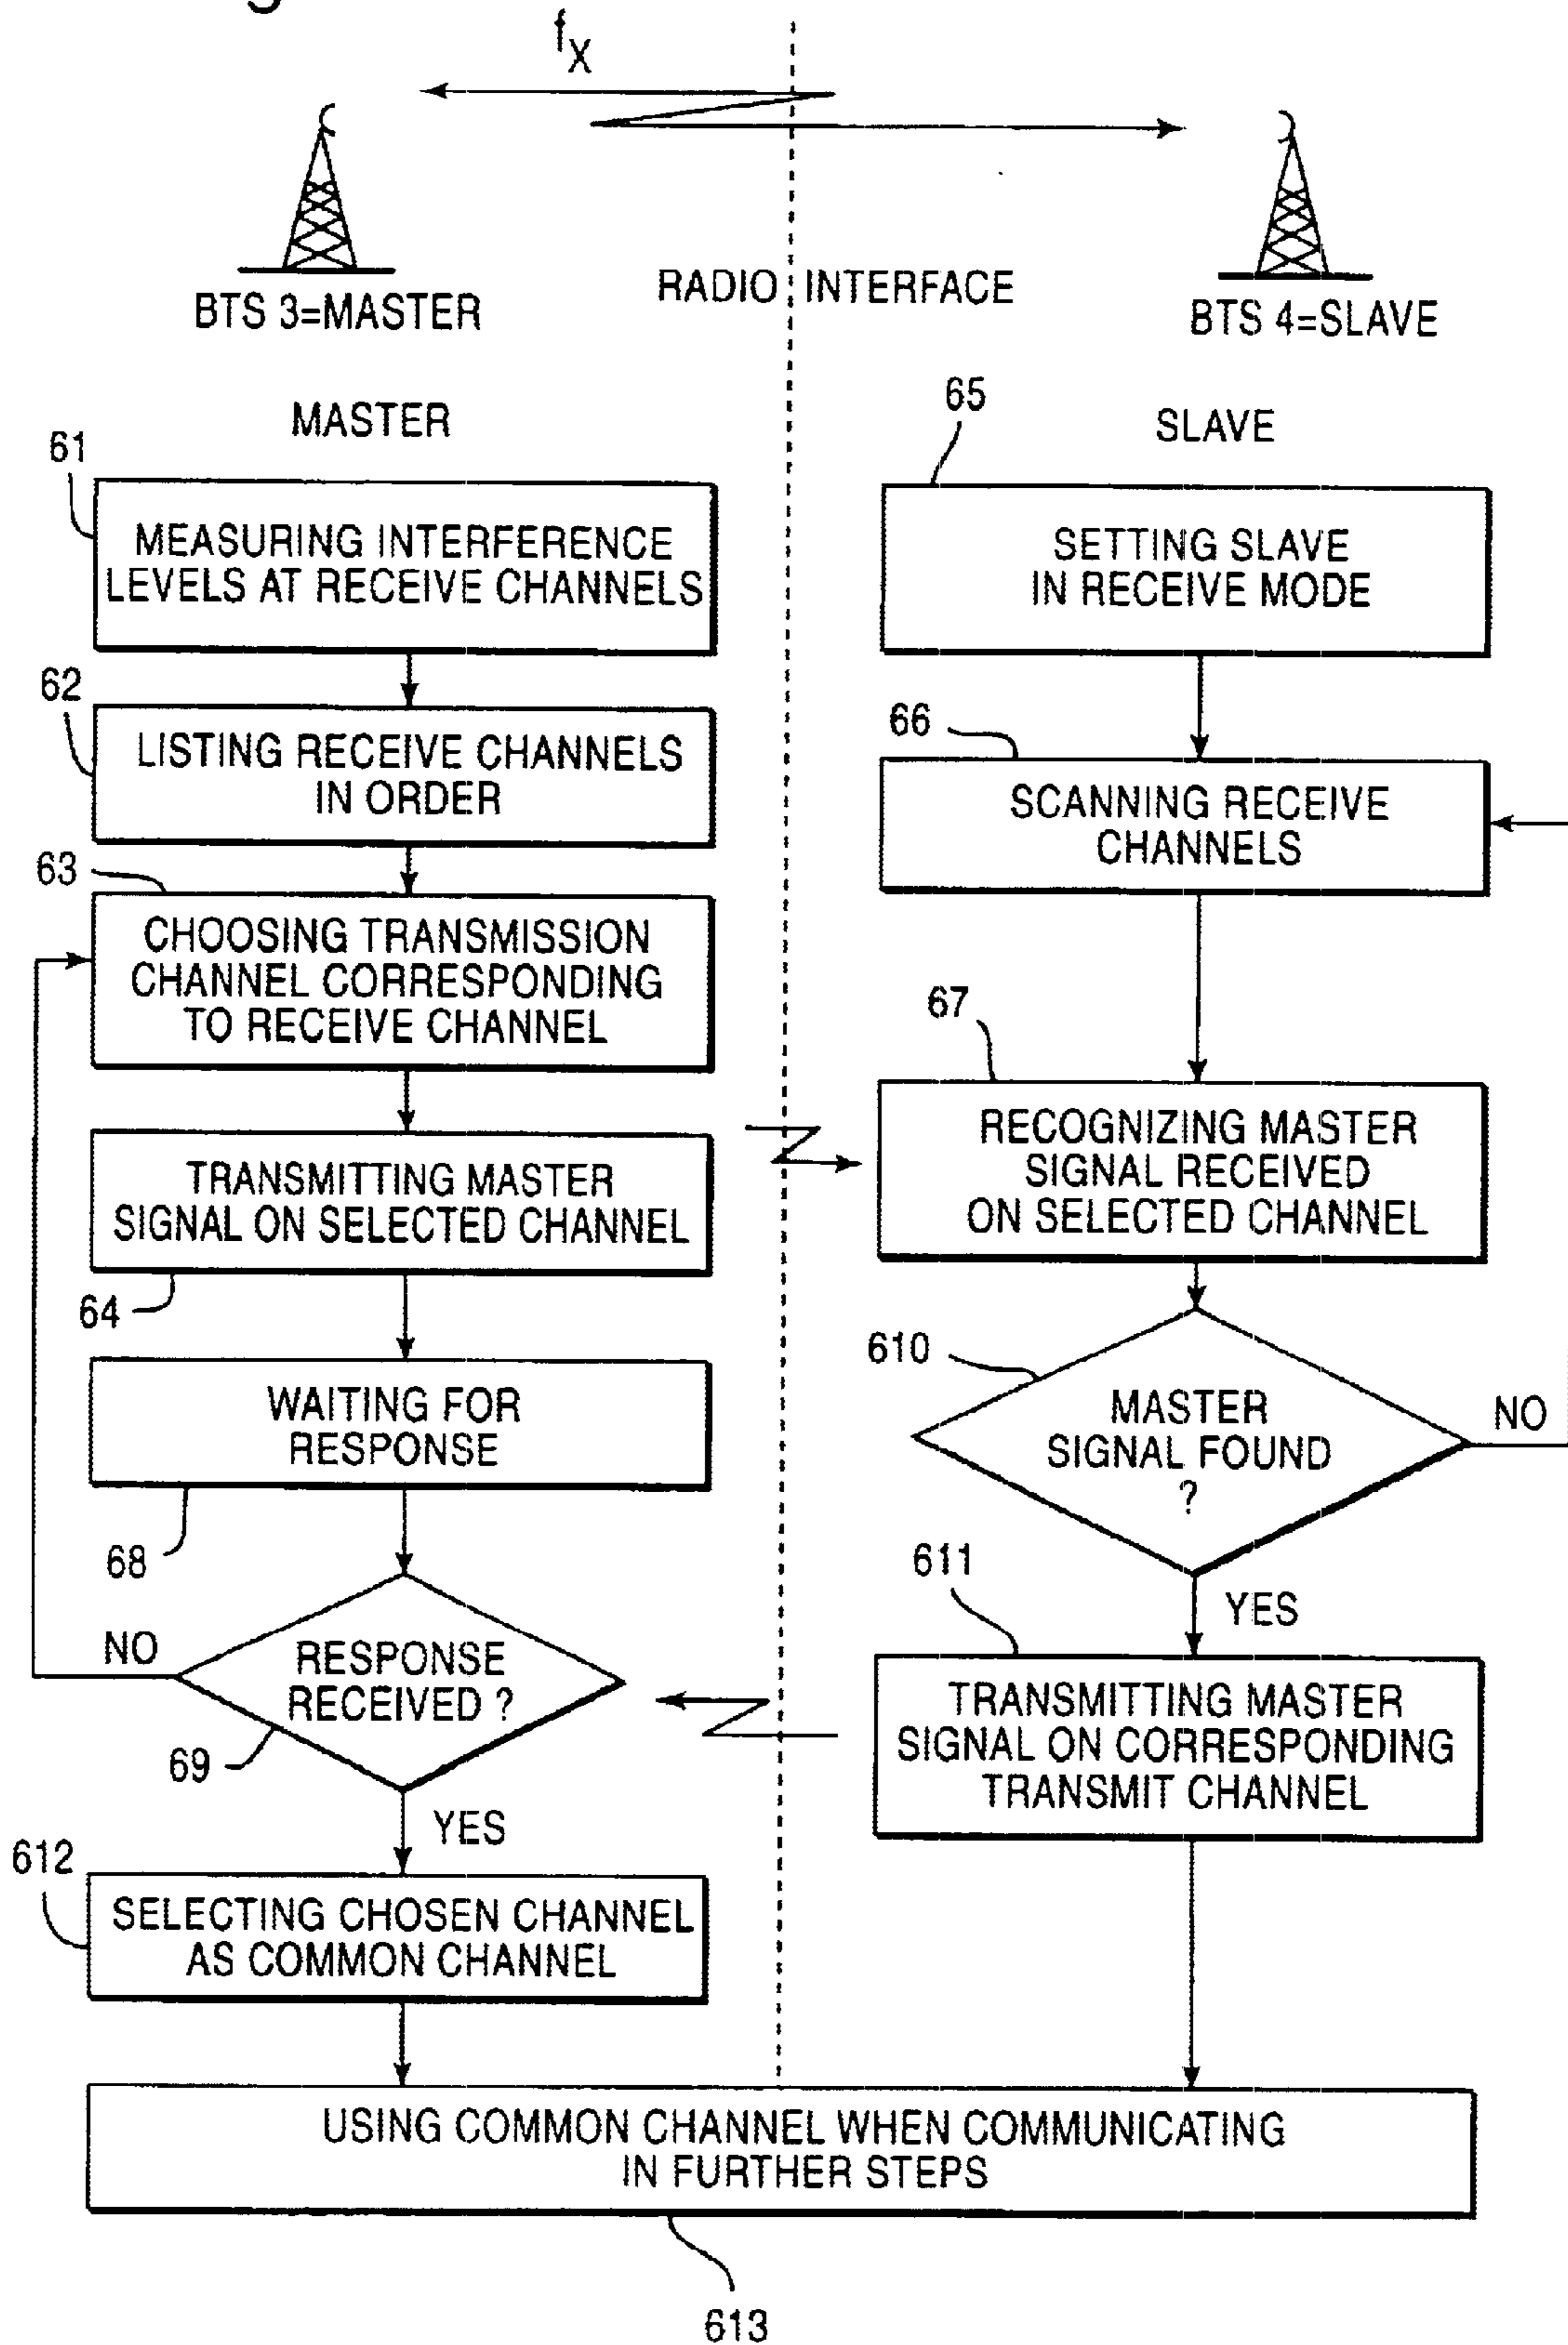 fX
BTS 3=MASTER
RADIO INTERFACE
BTS 4=SLAVE
MASTER
61
MEASURING INTERFERENCE
LEVELS AT RECEIVE CHANNELS
62
LISTING RECEIVE CHANNELS
IN ORDER
63
CHOOSING TRANSMISSION
CHANNEL CORRESPONDING
TO RECEIVE CHANNEL
TRANSMITTING MASTER
SIGNAL ON SELECTED CHANNEL
64
WAITING FOR
RESPONSE
68
NO
RESPONSE
RECEIVED ?
69
YES
612
SELECTING CHOSEN CHANNEL
AS COMMON CHANNEL
65
SLAVE
SETTING SLAVE
IN RECEIVE MODE
66
SCANNING RECEIVE
CHANNELS
67
RECOGNIZING MASTER
SIGNAL RECEIVED
ON SELECTED CHANNEL
610
MASTER
SIGNAL FOUND
?
NO
611
YES
TRANSMITTING MASTER
SIGNAL ON CORRESPONDING
TRANSMIT CHANNEL
USING COMMON CHANNEL WHEN COMMUNICATING
IN FURTHER STEPS
613